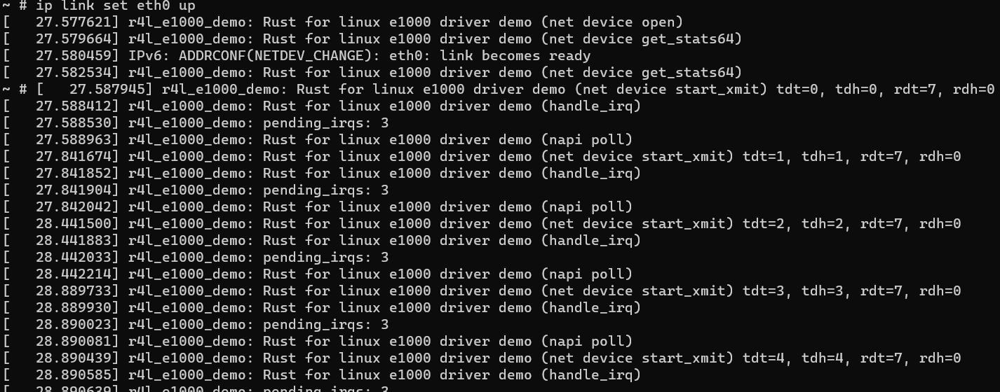 ~ # ip link set eth0 up
[   27.577621] r4l_e1000_demo: Rust for linux e1000 driver demo (net device open)
[   27.579664] r4l_e1000_demo: Rust for linux e1000 driver demo (net device get_stats64)
[   27.580459] IPv6: ADDRCONF(NETDEV_CHANGE): eth0: link becomes ready
[   27.582534] r4l_e1000_demo: Rust for linux e1000 driver demo (net device get_stats64)
~ # [   27.587945] r4l_e1000_demo: Rust for linux e1000 driver demo (net device start_xmit) tdt=0, tdh=0, rdt=7, rdh=0
[   27.588412] r4l_e1000_demo: Rust for linux e1000 driver demo (handle_irq)
[   27.588530] r4l_e1000_demo: pending_irqs: 3
[   27.588963] r4l_e1000_demo: Rust for linux e1000 driver demo (napi poll)
[   27.841674] r4l_e1000_demo: Rust for linux e1000 driver demo (net device start_xmit) tdt=1, tdh=1, rdt=7, rdh=0
[   27.841852] r4l_e1000_demo: Rust for linux e1000 driver demo (handle_irq)
[   27.841904] r4l_e1000_demo: pending_irqs: 3
[   27.842042] r4l_e1000_demo: Rust for linux e1000 driver demo (napi poll)
[   28.441500] r4l_e1000_demo: Rust for linux e1000 driver demo (net device start_xmit) tdt=2, tdh=2, rdt=7, rdh=0
[   28.441883] r4l_e1000_demo: Rust for linux e1000 driver demo (handle_irq)
[   28.442033] r4l_e1000_demo: pending_irqs: 3
[   28.442214] r4l_e1000_demo: Rust for linux e1000 driver demo (napi poll)
[   28.889733] r4l_e1000_demo: Rust for linux e1000 driver demo (net device start_xmit) tdt=3, tdh=3, rdt=7, rdh=0
[   28.889930] r4l_e1000_demo: Rust for linux e1000 driver demo (handle_irq)
[   28.890023] r4l_e1000_demo: pending_irqs: 3
[   28.890081] r4l_e1000_demo: Rust for linux e1000 driver demo (napi poll)
[   28.890439] r4l_e1000_demo: Rust for linux e1000 driver demo (net device start_xmit) tdt=4, tdh=4, rdt=7, rdh=0
[   28.890585] r4l_e1000_demo: Rust for linux e1000 driver demo (handle_irq)
[   28.890639] r4l_e1000_demo: pending_irqs: 3